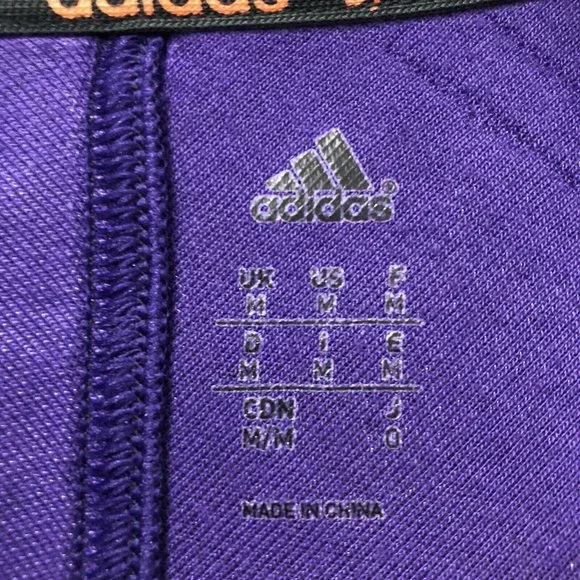 adidas
adidas®
UK US F
M M M
D I E
M M M
CDN J
M/M O
MADE IN CHINA